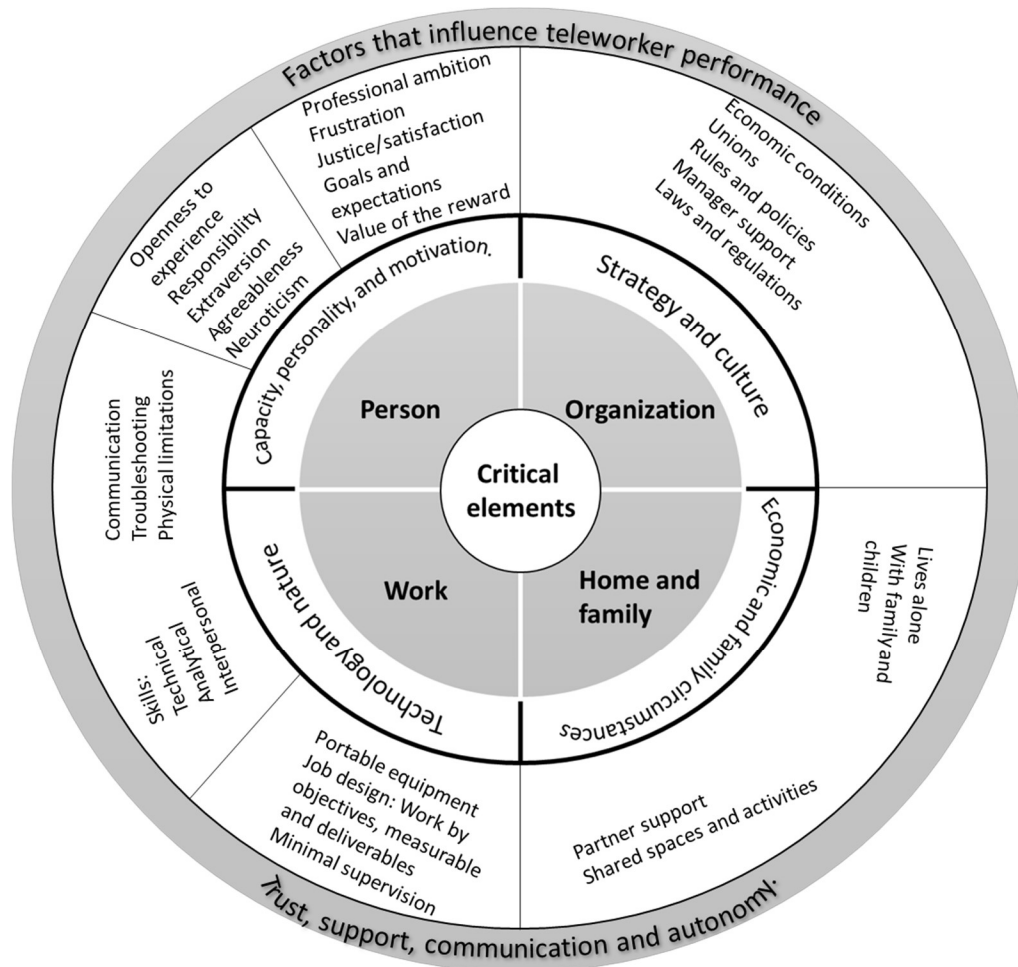 Factors that influence teleworker performance
Professional ambition
Frustration
Justice/satisfaction
Goals and
expectations
Value of the reward
Economic conditions
Unions
Rules and policies
Manager support
Laws and regulations
Openness to
experience
Responsibility
Extraversion
Agreeableness
Neuroticism
Capacity, personality, and motivation.
Strategy and culture
Person
Organization
Critical
elements
Work
Home and
family
Technology and nature
Economic and family circumstances
Communication
Troubleshooting
Physical limitations
Skills:
Technical
Analytical
Interpersonal
Lives alone
With family and
children
Portable equipment
Job design: Work by
objectives, measurable
and deliverables
Minimal supervision
Partner support
Shared spaces and activities
Trust, support, communication and autonomy.